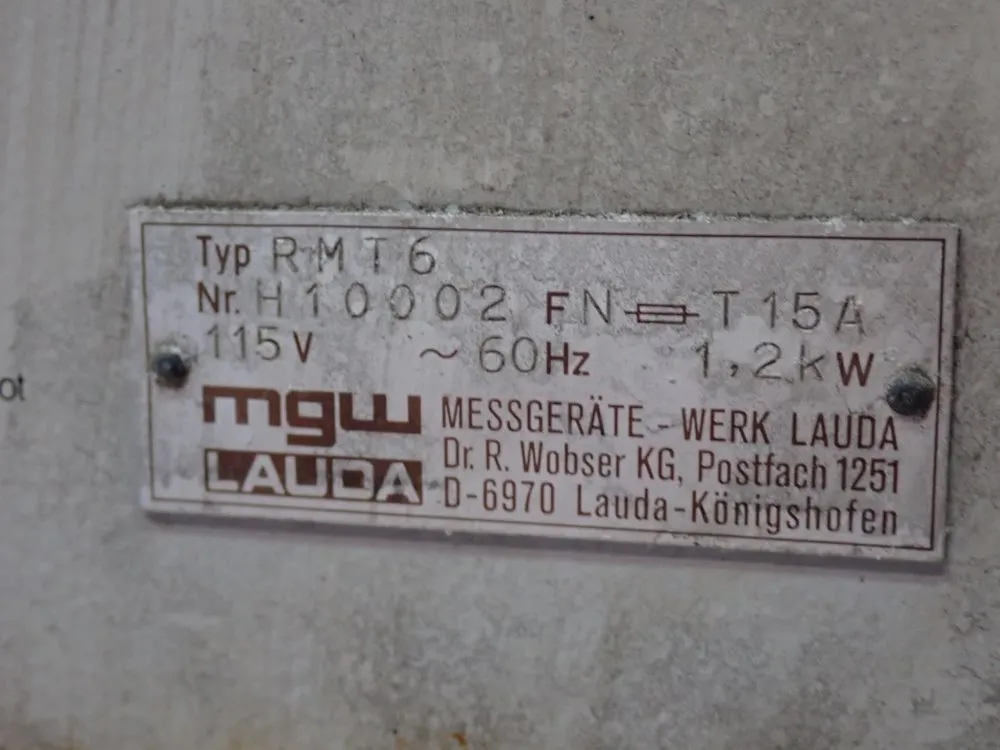 Typ RMT6
Nr. H10002 FN T15A
115V ~60Hz 1,2kW
mgw
LAUDA
MESSGERÄTE-WERK LAUDA
Dr. R. Wobser KG, Postfach 1251
D-6970 Lauda-Königshofen
ot